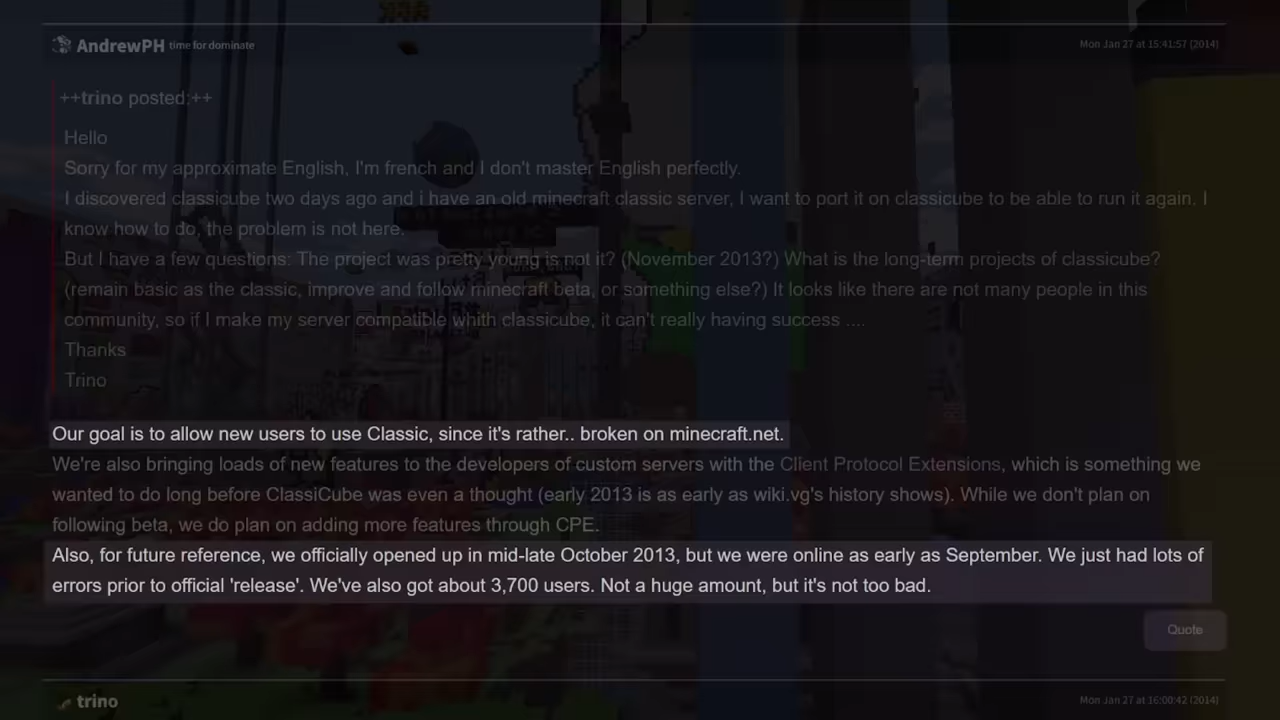 AndrewPH time for dominate
Mon Jan 27 at 15:41:57 (2014)
++trino posted:++
Hello
Sorry for my approximate English, I'm french and I don't master English perfectly.
I discovered classicube two days ago and i have an old minecraft classic server, I want to port it on classicube to be able to run it again. I
know how to do, the problem is not here.
But I have a few questions: The project was pretty young is not it? (November 2013?) What is the long-term projects of classicube?
(remain basic as the classic, improve and follow minecraft beta, or something else?) It looks like there are not many people in this
community, so if I make my server compatible whith classicube, it can't really having success ....
Thanks
Trino
Our goal is to allow new users to use Classic, since it's rather.. broken on minecraft.net.
We're also bringing loads of new features to the developers of custom servers with the Client Protocol Extensions, which is something we
wanted to do long before ClassiCube was even a thought (early 2013 is as early as wiki.vg's history shows). While we don't plan on
following beta, we do plan on adding more features through CPE.
Also, for future reference, we officially opened up in mid-late October 2013, but we were online as early as September. We just had lots of
errors prior to official 'release'. We've also got about 3,700 users. Not a huge amount, but it's not too bad.
Quote
trino
Mon Jan 27 at 16:00:42 (2014)